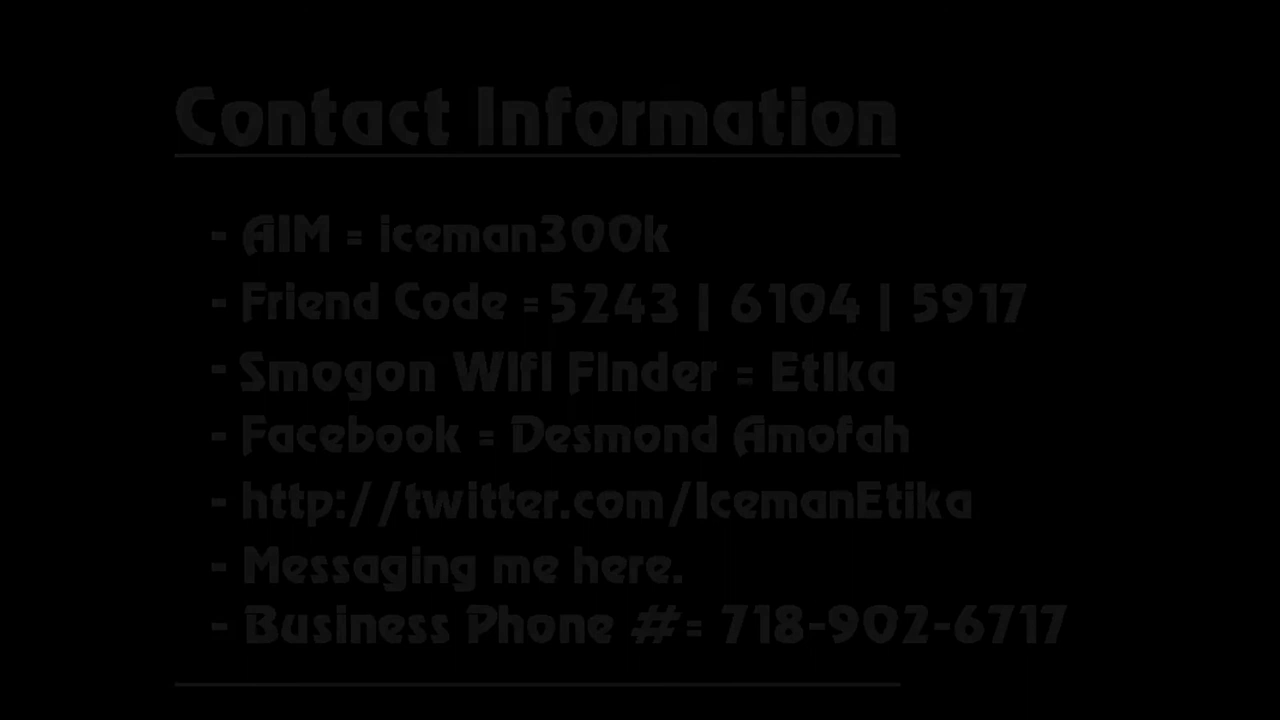 Contact Information
- AIM = iceman300k
- Friend Code = 5243 | 6104 | 5917
- Smogon Wifi Finder = Etika
- Facebook = Desmond Amofah
- http://twitter.com/IcemanEtika
- Messaging me here.
- Business Phone #= 718-902-6717